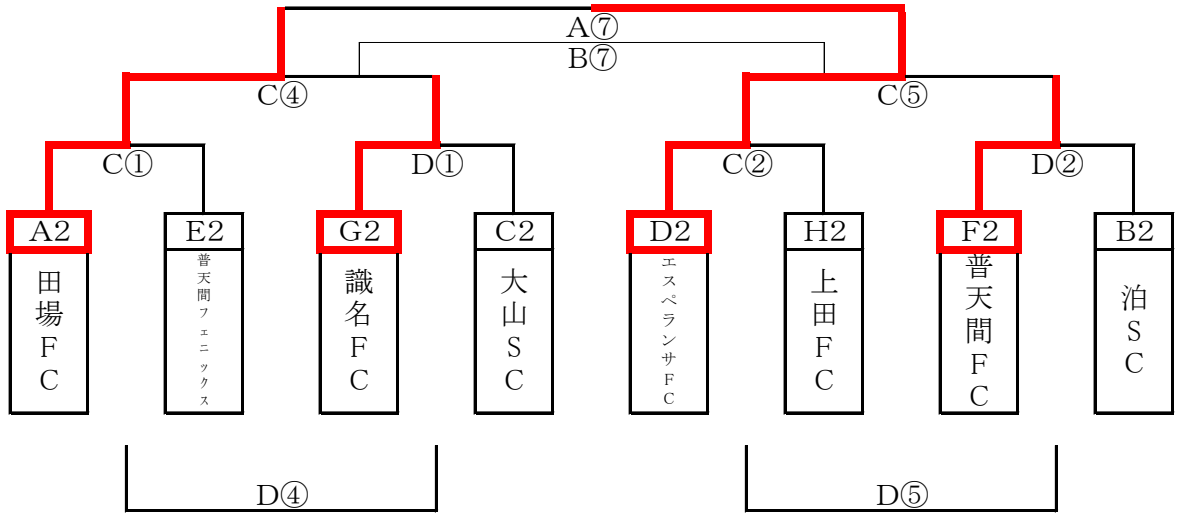 A⑦
B⑦
C④
C⑤
C①
D①
C②
D②
A2
E2
G2
C2
D2
H2
F2
B2
田場FC
普天間フェニックス
識名FC
大山SC
エスペランサFC
上田FC
普天間FC
泊SC
D④
D⑤